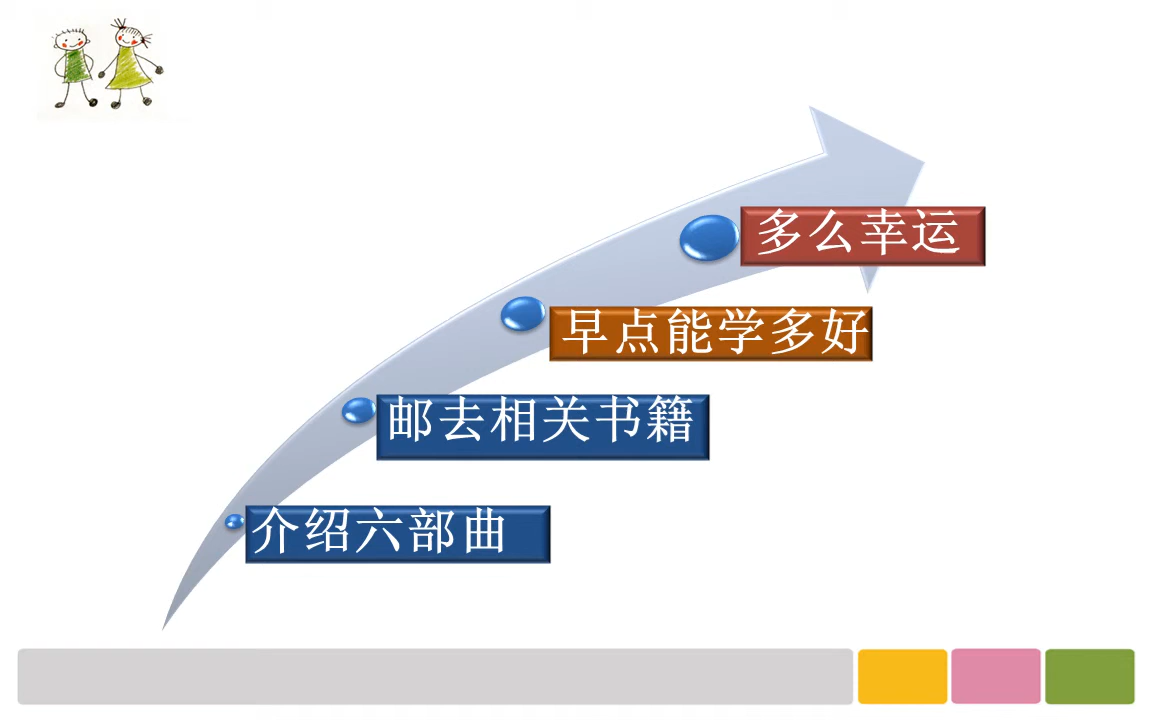 多么幸运
早点能学多好
邮去相关书籍
介绍六部曲